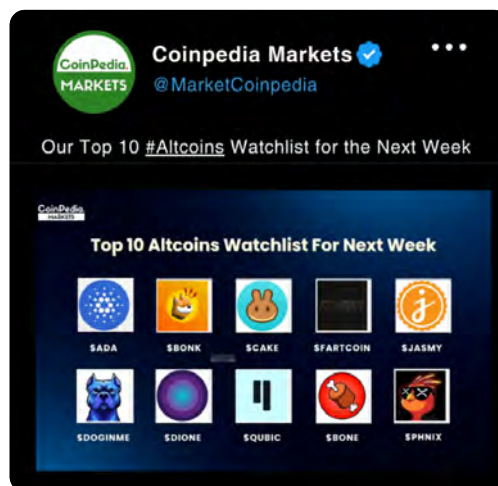 CoinPedia.
MARKETS
Coinpedia Markets
@MarketCoinpedia
Our Top 10 #Altcoins Watchlist for the Next Week
CoinPedia
MARKETS
Top 10 Altcoins Watchlist For Next Week
$ADA $BONK $CAKE $FARTCOIN $JASMY
$DOGINME $DIONE $QUBIC $BONE $PHNIX